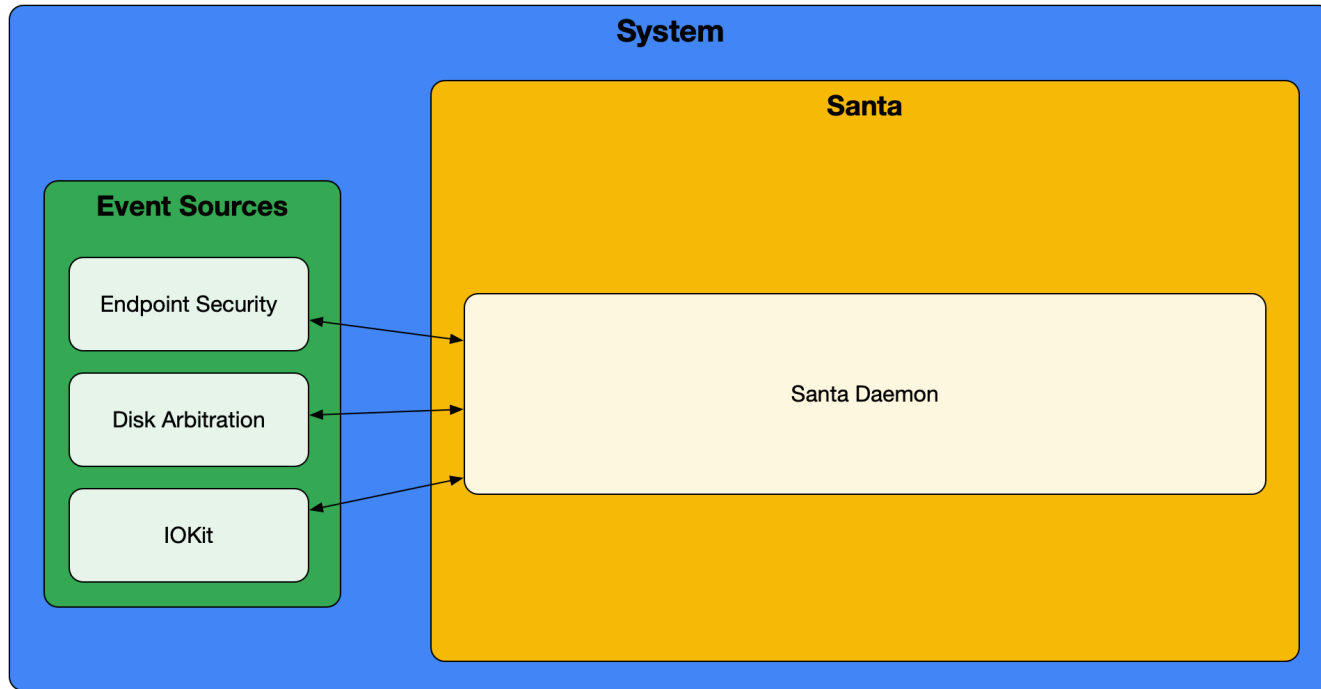 System
Santa
Event Sources
Endpoint Security
Disk Arbitration
IOKit
Santa Daemon